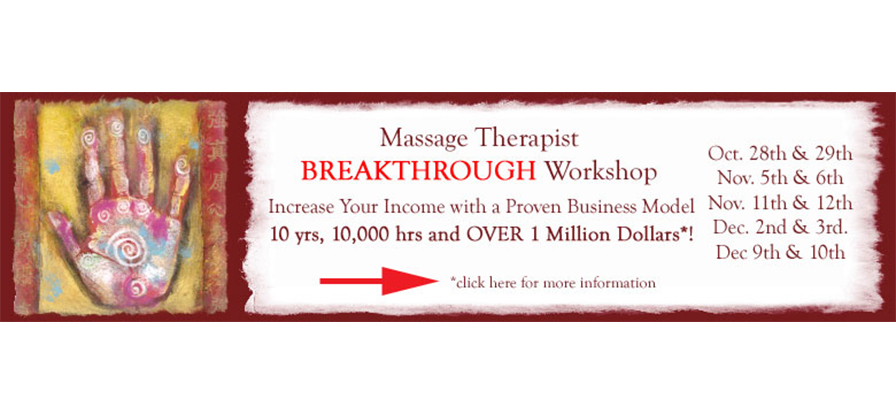 Massage Therapist
BREAKTHROUGH Workshop
Increase Your Income with a Proven Business Model
10 yrs, 10,000 hrs and OVER 1 Million Dollars*!
*click here for more information
Oct. 28th & 29th
Nov. 5th & 6th
Nov. 11th & 12th
Dec. 2nd & 3rd.
Dec 9th & 10th